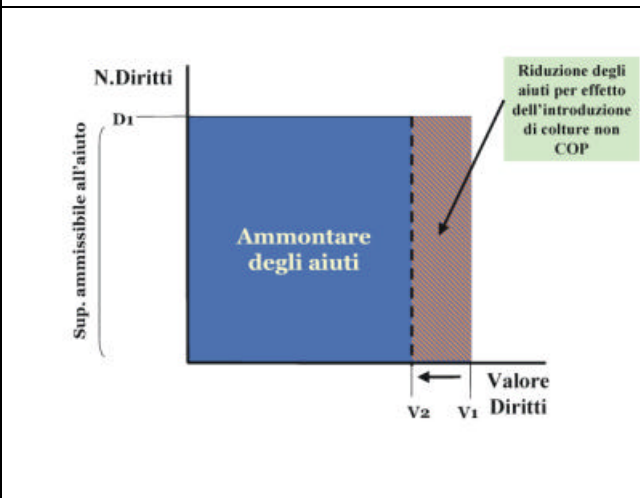 N.Diritti
Riduzione degli
aiuti per effetto
dell'introduzione
di colture non
COP
D1
Sup. ammissibile all'aiuto
Ammontare
degli aiuti
V2
V1
Valore
Diritti